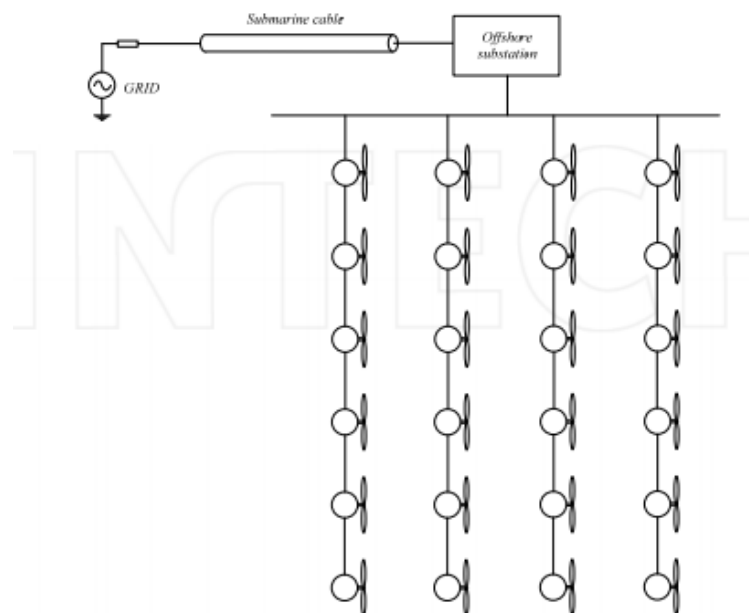 Submarine cable
Offshore
substation
GRID
INTECH